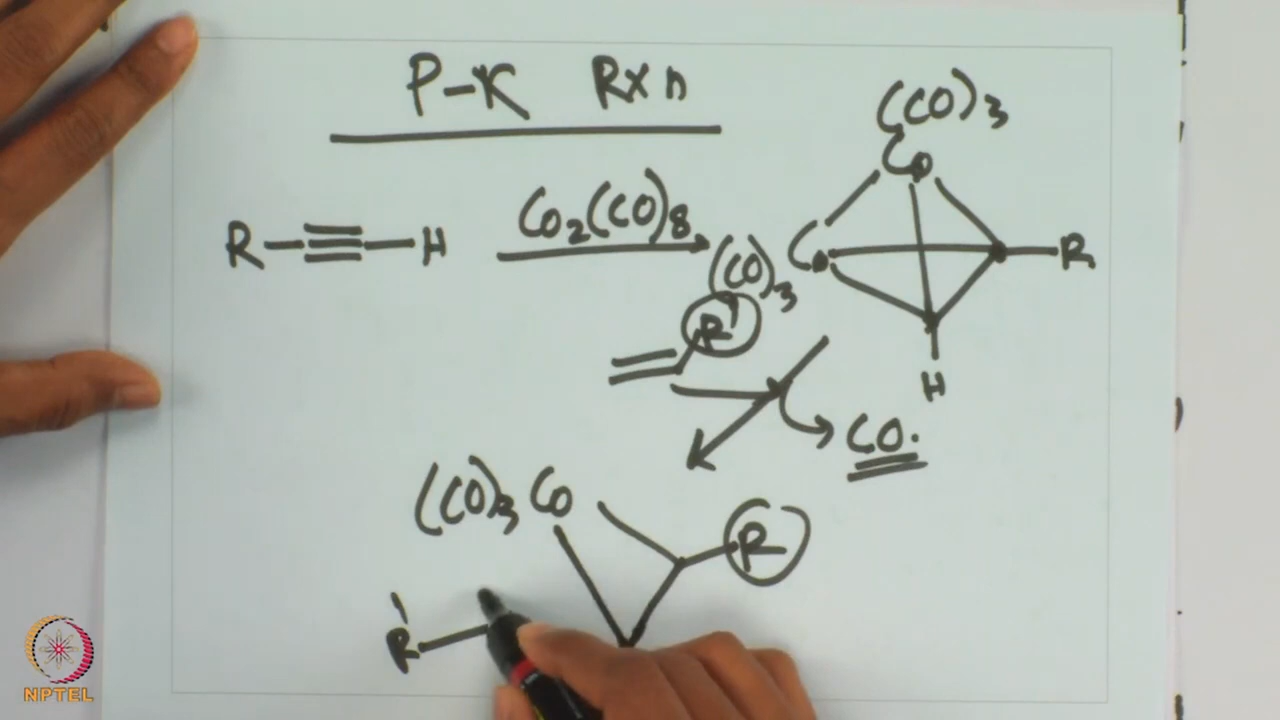 P-K Rxn
(CO)3
Co
R-≡-H Co2(CO)8
(CO)3 Co R
R'
H
CO.
(CO)3 Co R
R'
NPTEL